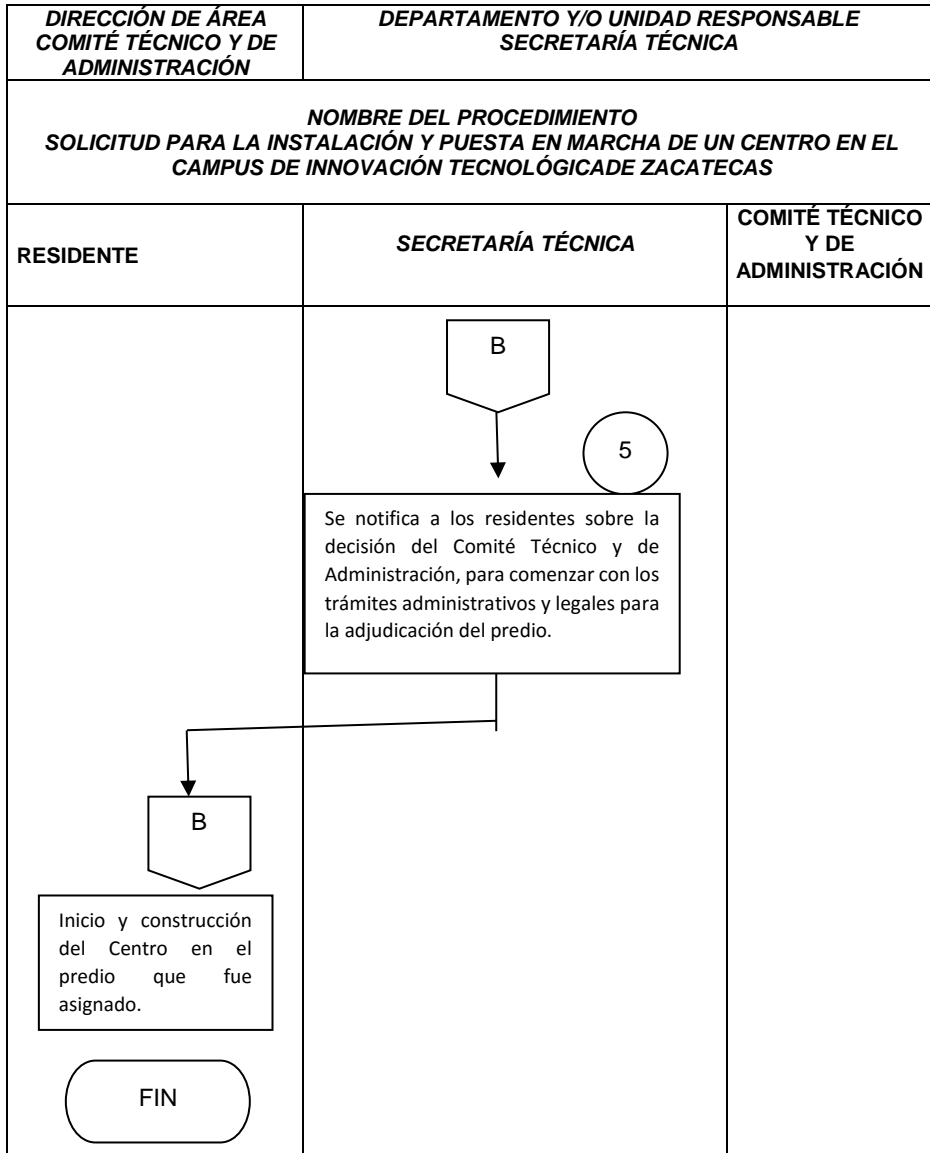 DIRECCIÓN DE ÁREA
COMITÉ TÉCNICO Y DE
ADMINISTRACIÓN
DEPARTAMENTO Y/O UNIDAD RESPONSABLE
SECRETARÍA TÉCNICA
NOMBRE DEL PROCEDIMIENTO
SOLICITUD PARA LA INSTALACIÓN Y PUESTA EN MARCHA DE UN CENTRO EN EL
CAMPUS DE INNOVACIÓN TECNOLÓGICADE ZACATECAS
RESIDENTE
SECRETARÍA TÉCNICA
COMITÉ TÉCNICO
Y DE
ADMINISTRACIÓN
B
5
Se notifica a los residentes sobre la
decisión del Comité Técnico y de
Administración, para comenzar con los
trámites administrativos y legales para
la adjudicación del predio.
B
Inicio y construcción
del Centro en el
predio que fue
asignado.
FIN